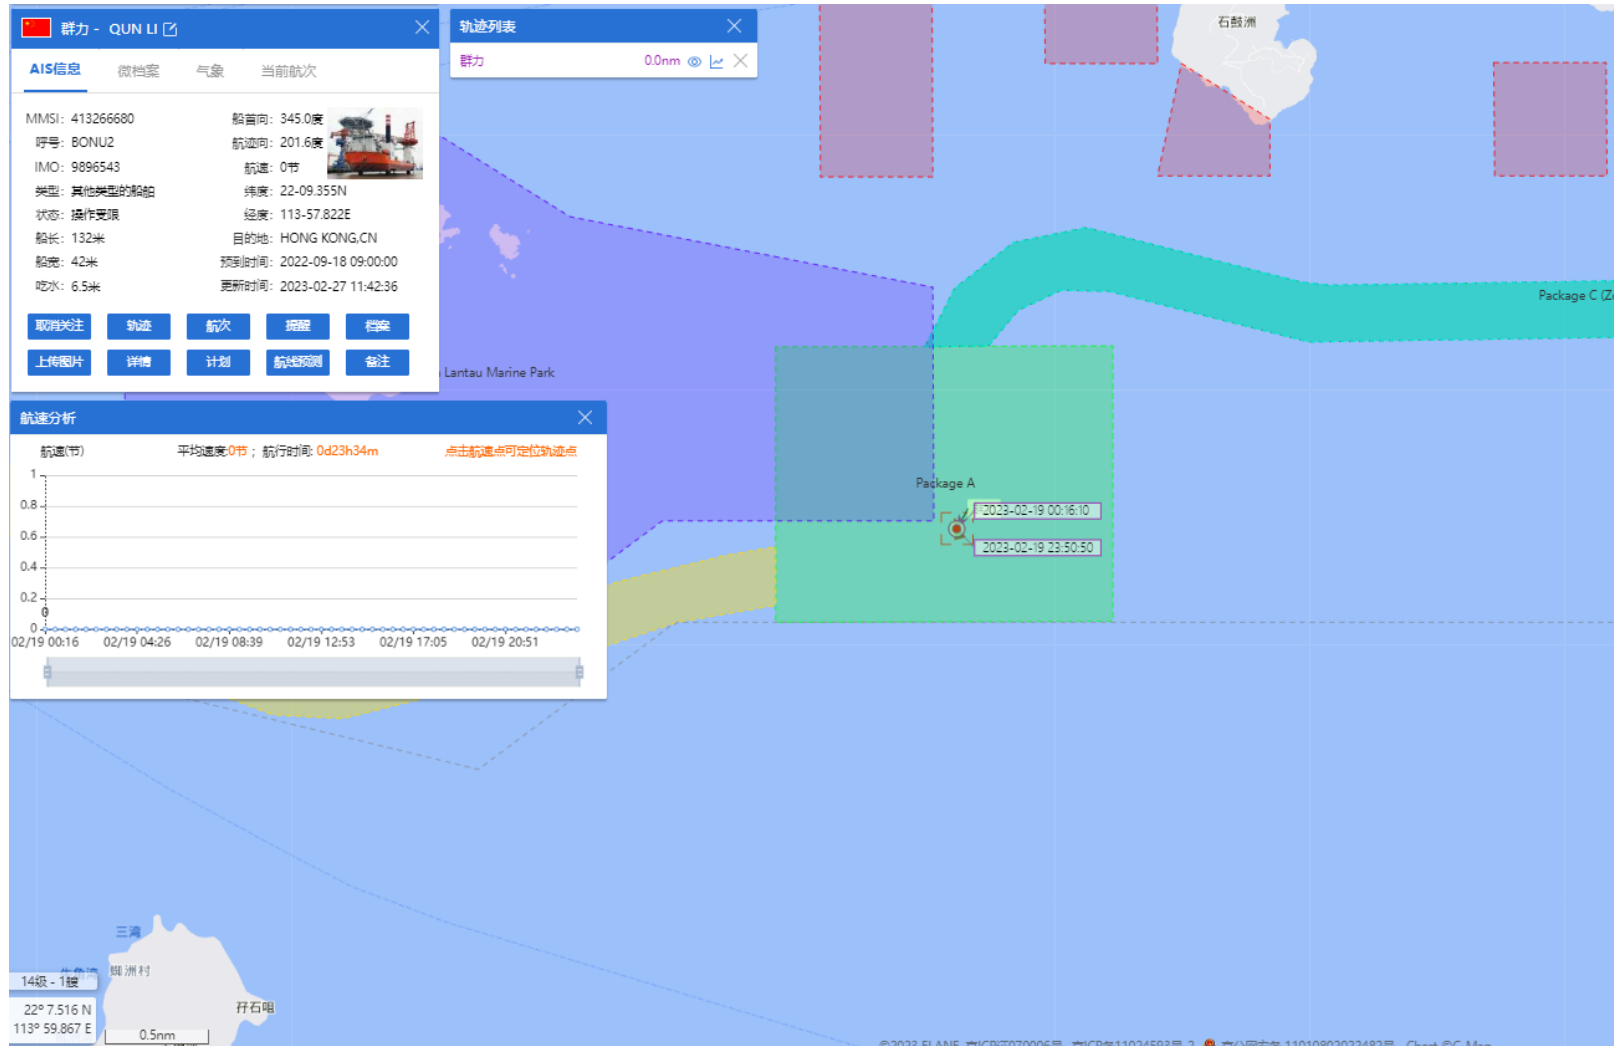 群力 - QUN LI
AIS信息 微档案 气象 当前航次
MMSI: 413266680 船首向: 345.0度
呼号: BONU2 航迹向: 201.6度
IMO: 9896543 航速: 0节
类型: 其他类型的船舶 纬度: 22-09.355N
状态: 操作受限 经度: 113-57.822E
船长: 132米 目的地: HONG KONG,CN
船宽: 42米 预到时间: 2022-09-18 09:00:00
吃水: 6.5米 更新时间: 2023-02-27 11:42:36
取消关注 轨迹 航次 提醒 档案
上传图片 详情 计划 航线预测 备注
轨迹列表
群力 0.0nm
石鼓洲
Package C (Z
Lantau Marine Park
航速分析
航速(节) 平均速度:0节 ; 航行时间: 0d23h34m 点击航速点可定位轨迹点
1
0.8
0.6
0.4
0.2
0
0
02/19 00:16 02/19 04:26 02/19 08:39 02/19 12:53 02/19 17:05 02/19 20:51
Package A
2023-02-19 00:16:10
2023-02-19 23:50:50
三湾
蜘洲村
孖石咀
14级 - 1艘
22º 7.516 N
113º 59.867 E
0.5nm